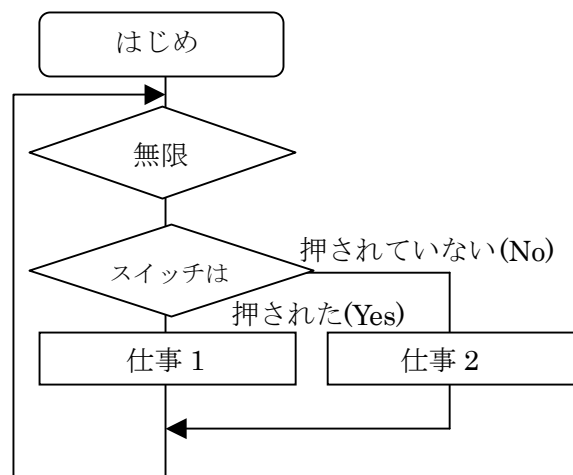 はじめ
無限
スイッチは
押されていない(No)
押された(Yes)
仕事 1
仕事 2